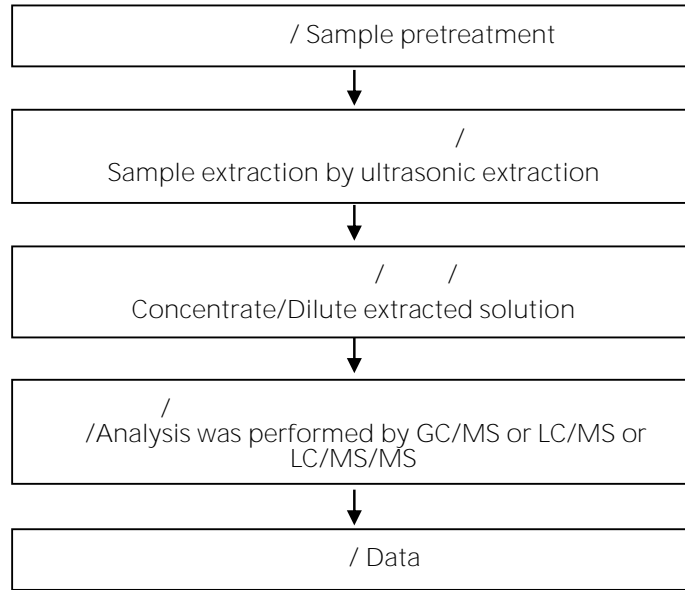 / Sample pretreatment
/
Sample extraction by ultrasonic extraction
/ /
Concentrate/Dilute extracted solution
/
/Analysis was performed by GC/MS or LC/MS or
LC/MS/MS
/ Data